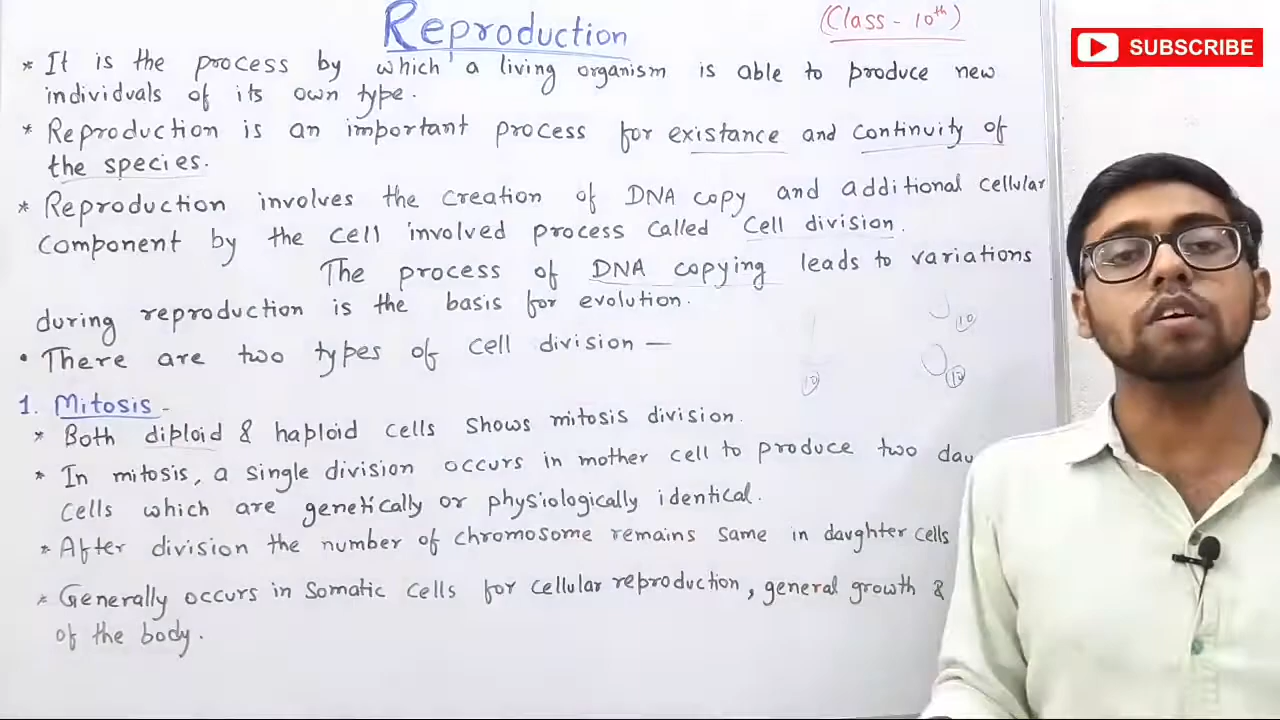 Reproduction
(Class - 10th)
SUBSCRIBE
* It is the process by which a living organism is able to produce new
individuals of its own type.
* Reproduction is an important process for existance and continuity of
the species.
* Reproduction involves the creation of DNA copy and additional cellular
component by the cell involved process called Cell division.
The process of DNA copying leads to variations
during reproduction is the basis for evolution.
• There are two types of cell division —
10
10
10
1. Mitosis -
* Both diploid & haploid cells shows mitosis division.
* In mitosis, a single division occurs in mother cell to produce two dau
cells which are genetically or physiologically identical.
* After division the number of chromosome remains same in daughter cells
* Generally occurs in Somatic cells for cellular reproduction, general growth &
of the body.